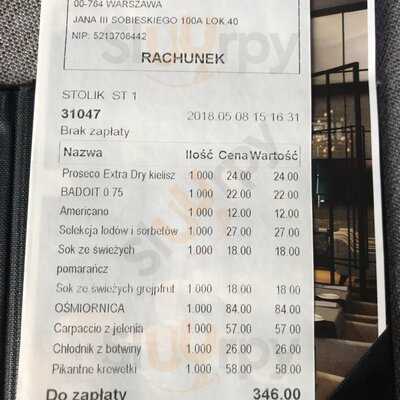 00-764 WARSZAWA
JANA III SOBIESKIEGO 100A LOK.40
NIP: 5213706442
RACHUNEK
STOLIK ST 1
31047 2018.05.08 15:16:31
Brak zapłaty
Nazwa Ilość Cena Wartość
Proseco Extra Dry kielisz 1.000 24.00 24.00
BADOIT 0.75 1.000 22.00 22.00
Americano 1.000 12.00 12.00
Selekcja lodów i sorbetów 1.000 27.00 27.00
Sok ze świeżych 1.000 18.00 18.00
pomarańcz
Sok ze świeżych grejpfrut 1.000 18.00 18.00
OŚMIORNICA 1.000 84.00 84.00
Carpaccio z jelenia 1.000 57.00 57.00
Chłodnik z botwiny 1.000 26.00 26.00
Pikantne krewetki 1.000 58.00 58.00
Do zapłaty 346.00